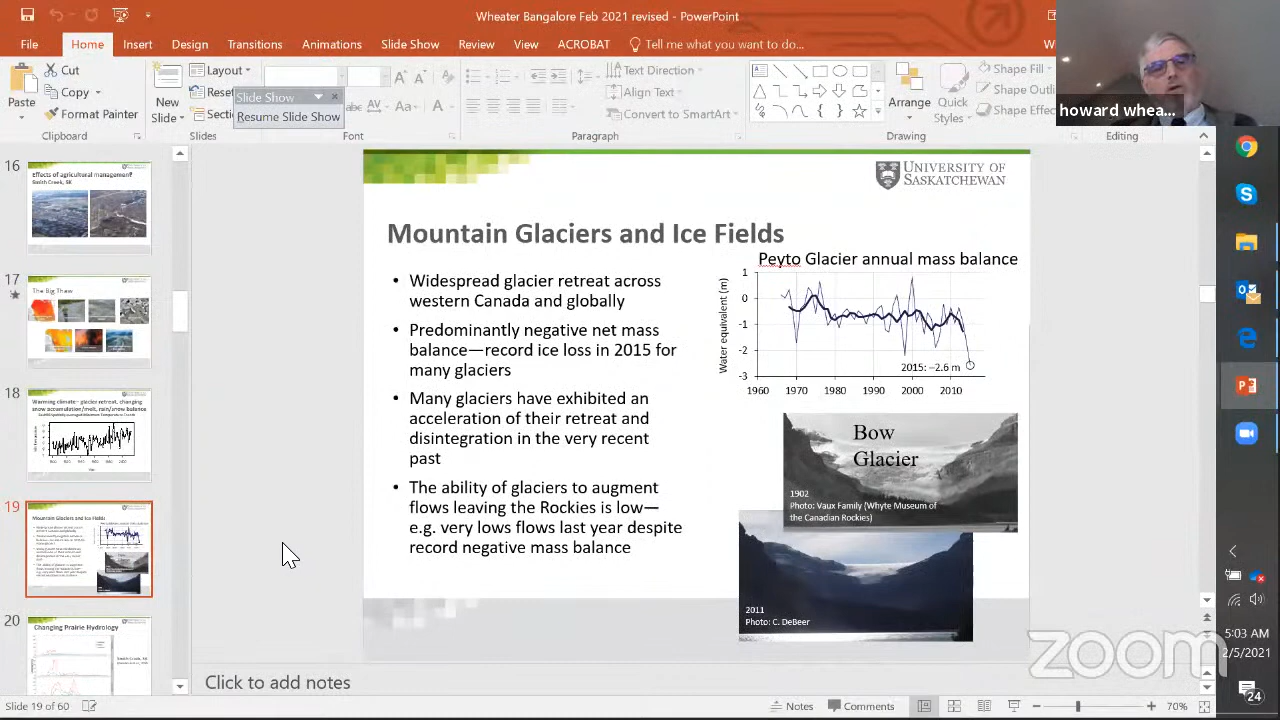 Wheater Bangalore Feb 2021 revised - PowerPoint
File Home Insert Design Transitions Animations Slide Show Review View ACROBAT Tell me what you want to do...
Paste
Cut
Copy
Format Painter
Clipboard
New
Slide
Layout
Slides
Slide Show
Resume Slide Show
Font
Text Direction
Align Text
Convert to SmartArt
Paragraph
Arrange
Quick
Styles
Shape Fill
Drawing
Editing
howard whea...
16
Effects of agricultural management?
Smith Creek, SK
17
The Big Thaw
18
19
Mountain Glaciers and Ice Fields
20
Changing Prairie Hydrology
UNIVERSITY OF
SASKATCHEWAN
Mountain Glaciers and Ice Fields
• Widespread glacier retreat across
western Canada and globally
• Predominantly negative net mass
balance—record ice loss in 2015 for
many glaciers
• Many glaciers have exhibited an
acceleration of their retreat and
disintegration in the very recent
past
• The ability of glaciers to augment
flows leaving the Rockies is low—
e.g. very lows flows last year despite
record negative mass balance
Peyto Glacier annual mass balance
Water equivalent (m)
1
0
-1
-2
-3
2015: –2.6 m
1960 1970 1980 1990 2000 2010
Bow
Glacier
1902
Photo: Vaux Family (Whyte Museum of
the Canadian Rockies)
2011
Photo: C. DeBeer
zoom
Click to add notes
5:03 AM
2/5/2021
24
Slide 19 of 60
Notes
Comments
70%